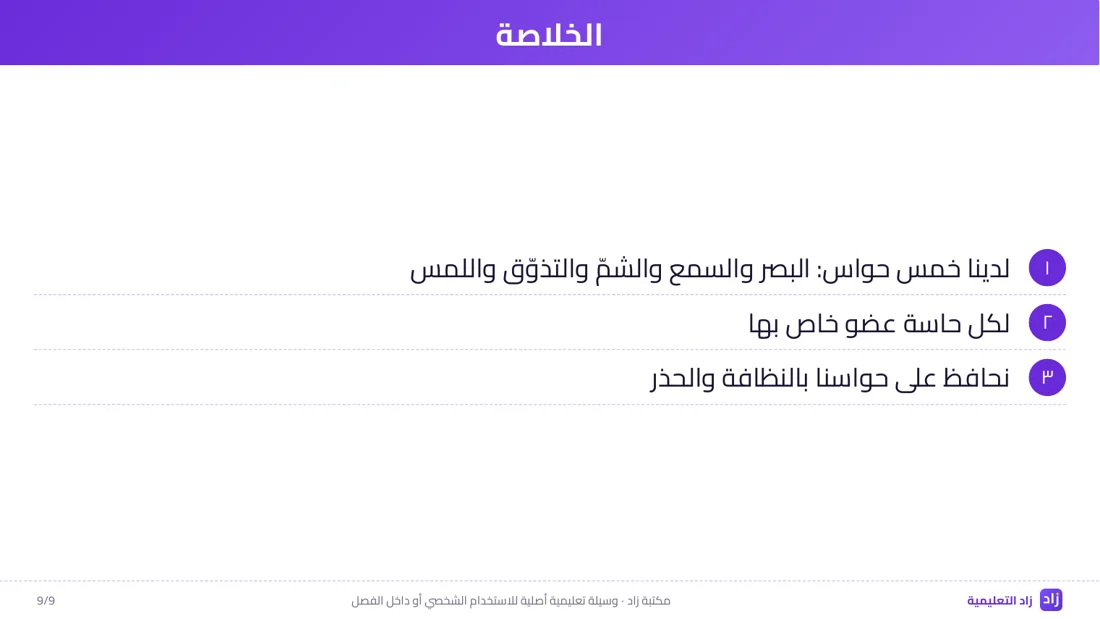 الخلاصة
١ لدينا خمس حواس: البصر والسمع والشمّ والتذوّق واللمس
٢ لكل حاسة عضو خاص بها
٣ نحافظ على حواسنا بالنظافة والحذر
زاد زاد التعليمية
مكتبة زاد · وسيلة تعليمية أصلية للاستخدام الشخصي أو داخل الفصل
9/9